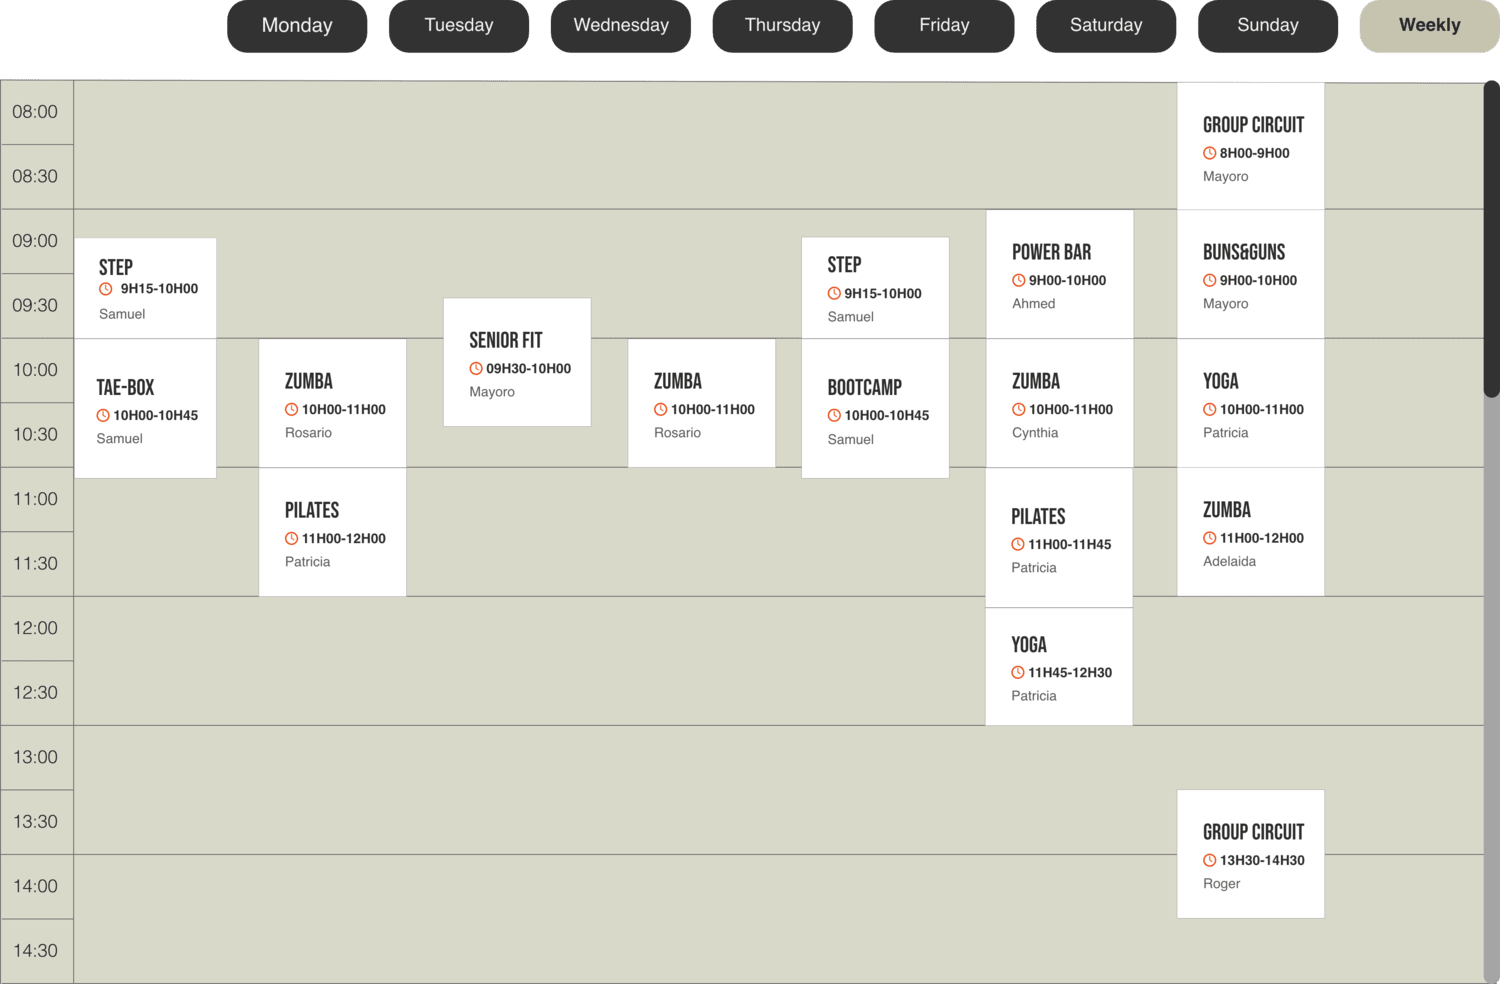 Monday
Tuesday
Wednesday
Thursday
Friday
Saturday
Sunday
Weekly
08:00
08:30
09:00
09:30
10:00
10:30
11:00
11:30
12:00
12:30
13:00
13:30
14:00
14:30
STEP
9H15-10H00
Samuel
TAE-BOX
10H00-10H45
Samuel
ZUMBA
10H00-11H00
Rosario
PILATES
11H00-12H00
Patricia
SENIOR FIT
09H30-10H00
Mayoro
ZUMBA
10H00-11H00
Rosario
STEP
9H15-10H00
Samuel
BOOTCAMP
10H00-10H45
Samuel
POWER BAR
9H00-10H00
Ahmed
ZUMBA
10H00-11H00
Cynthia
PILATES
11H00-11H45
Patricia
YOGA
11H45-12H30
Patricia
GROUP CIRCUIT
8H00-9H00
Mayoro
BUNS&GUNS
9H00-10H00
Mayoro
YOGA
10H00-11H00
Patricia
ZUMBA
11H00-12H00
Adelaida
GROUP CIRCUIT
13H30-14H30
Roger